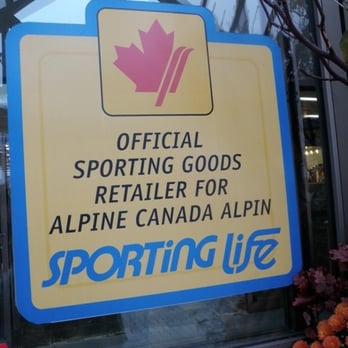 OFFICIAL
SPORTING GOODS
RETAILER FOR
ALPINE CANADA ALPIN
SPORTING LIFE